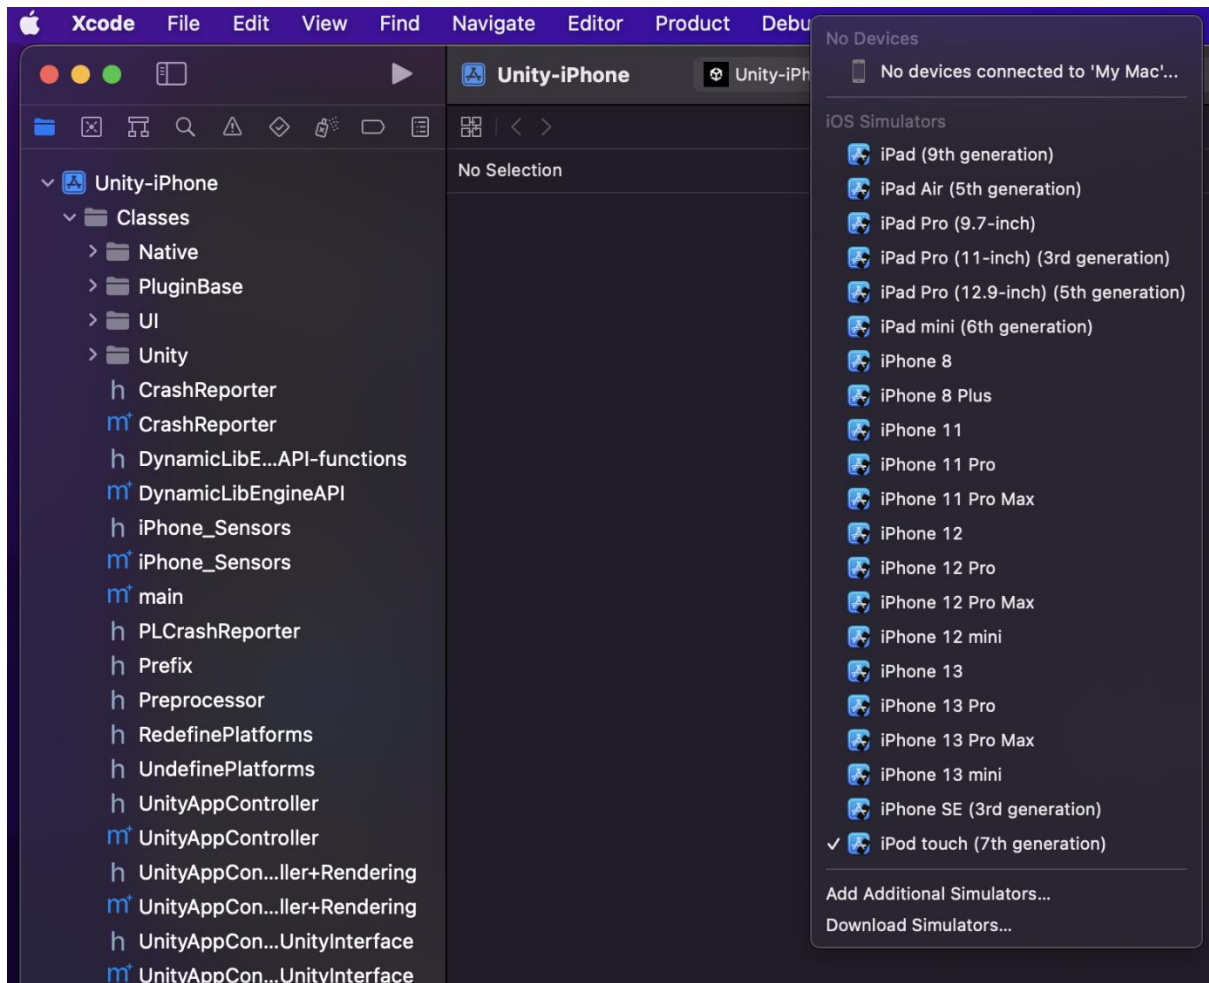 Xcode File Edit View Find Navigate Editor Product Debu
Unity-iPhone
Unity-iPh
No Selection
Unity-iPhone
Classes
Native
PluginBase
UI
Unity
h CrashReporter
m+ CrashReporter
h DynamicLibE...API-functions
m+ DynamicLibEngineAPI
h iPhone_Sensors
m+ iPhone_Sensors
m+ main
h PLCrashReporter
h Prefix
h Preprocessor
h RedefinePlatforms
h UndefinePlatforms
h UnityAppController
m+ UnityAppController
h UnityAppCon...ller+Rendering
m+ UnityAppCon...ller+Rendering
h UnityAppCon...UnityInterface
m+ UnityAppCon...UnityInterface
No Devices
No devices connected to 'My Mac'...
iOS Simulators
iPad (9th generation)
iPad Air (5th generation)
iPad Pro (9.7-inch)
iPad Pro (11-inch) (3rd generation)
iPad Pro (12.9-inch) (5th generation)
iPad mini (6th generation)
iPhone 8
iPhone 8 Plus
iPhone 11
iPhone 11 Pro
iPhone 11 Pro Max
iPhone 12
iPhone 12 Pro
iPhone 12 Pro Max
iPhone 12 mini
iPhone 13
iPhone 13 Pro
iPhone 13 Pro Max
iPhone 13 mini
iPhone SE (3rd generation)
iPod touch (7th generation)
Add Additional Simulators...
Download Simulators...